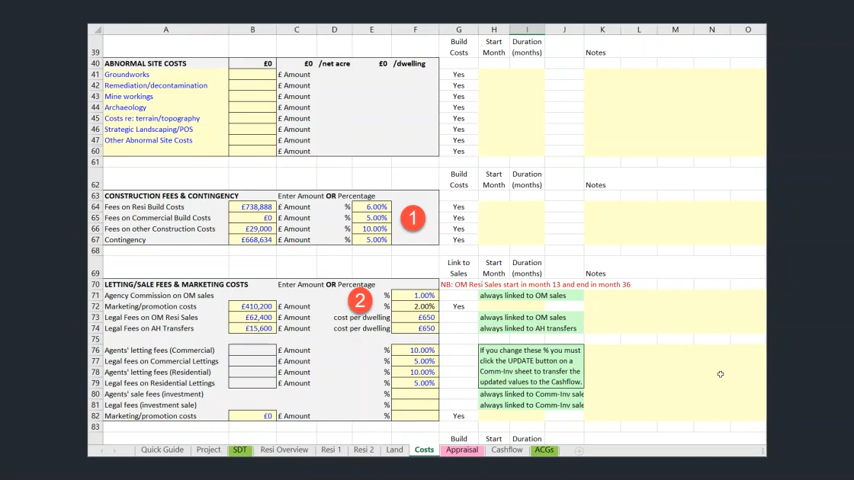 A B C D E F G H I J K L M N O
Build Start Duration
39 Costs Month (months) Notes
40 ABNORMAL SITE COSTS £0 £0 /net acre £0 /dwelling
41 Groundworks £ Amount Yes
42 Remediation/decontamination £ Amount Yes
43 Mine workings £ Amount Yes
44 Archaeology £ Amount Yes
45 Costs re: terrain/topography £ Amount Yes
46 Strategic Landscaping/POS £ Amount Yes
47 Other Abnormal Site Costs £ Amount Yes
60 £ Amount Yes
61
Build Start Duration
62 Costs Month (months) Notes
63 CONSTRUCTION FEES & CONTINGENCY Enter Amount OR Percentage
64 Fees on Resi Build Costs £738,888 £ Amount % 6.00% Yes
65 Fees on Commercial Build Costs £0 £ Amount % 5.00% 1 Yes
66 Fees on other Construction Costs £29,000 £ Amount % 10.00% Yes
67 Contingency £668,634 £ Amount % 5.00% Yes
68
Link to
69 Sales Notes
70 LETTING/SALE FEES & MARKETING COSTS Enter Amount OR Percentage NB: OM Resi Sales start in month 13 and end in month 36
71 Agency Commission on OM sales 2 % 1.00% always linked to OM sales
72 Marketing/promotion costs £410,200 £ Amount % 2.00% Yes
73 Legal Fees on OM Resi Sales £62,400 £ Amount cost per dwelling £650 always linked to OM sales
74 Legal Fees on AH Transfers £15,600 £ Amount cost per dwelling £650 always linked to AH transfers
75
76 Agents' letting fees (Commercial) % 10.00% If you change these % you must
77 Legal fees on Commercial Lettings % 5.00% click the UPDATE button on a
78 Agents' letting fees (Residential) % 10.00% Comm-Inv sheet to transfer the
79 Legal fees on Residential Lettings % 5.00% updated values to the Cashflow.
80 Agents' sale fees (investment) % always linked to Comm-Inv sale
81 Legal fees (investment sale) % always linked to Comm-Inv sale
82 Marketing/promotion costs £0 £ Amount % Yes
83
Build Start Duration
Quick Guide Project SDT Resi Overview Resi 1 Resi 2 Land Costs Appraisal Cashflow ACGs